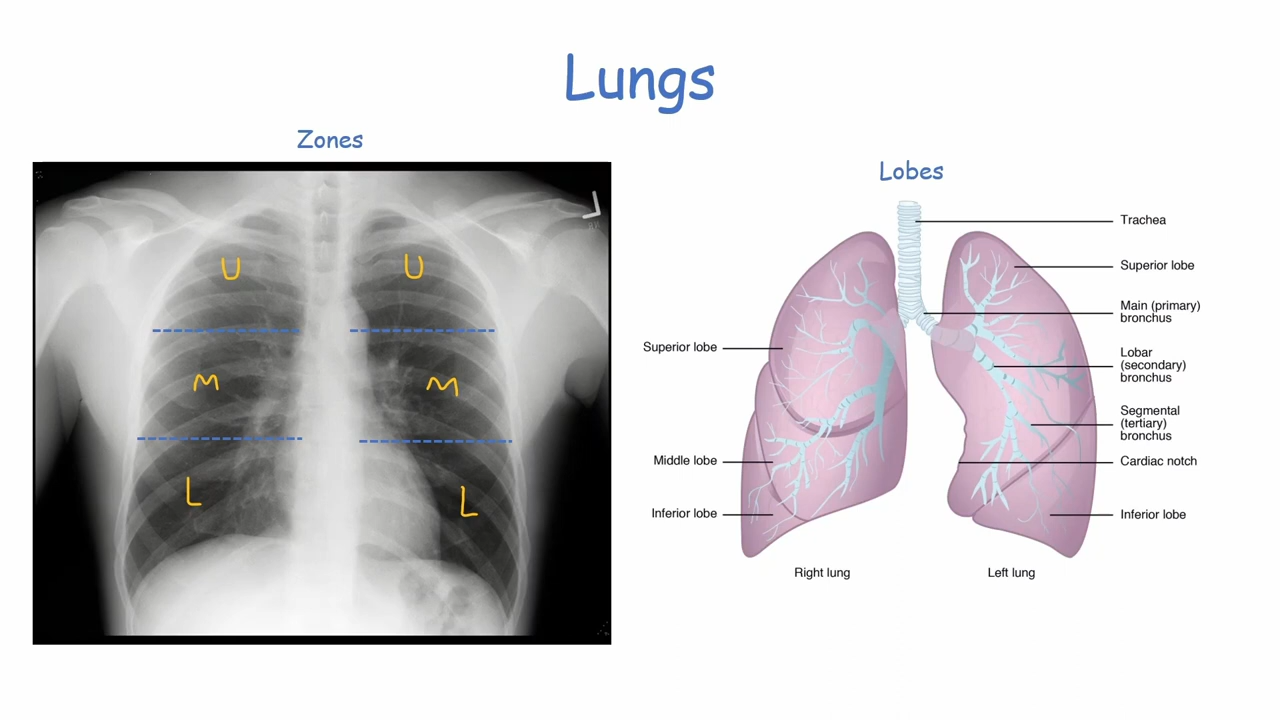 Lungs
Zones
U
U
M
M
L
L
L
Lobes
Trachea
Superior lobe
Main (primary)
bronchus
Lobar
(secondary)
bronchus
Segmental
(tertiary)
bronchus
Cardiac notch
Inferior lobe
Superior lobe
Middle lobe
Inferior lobe
Right lung
Left lung